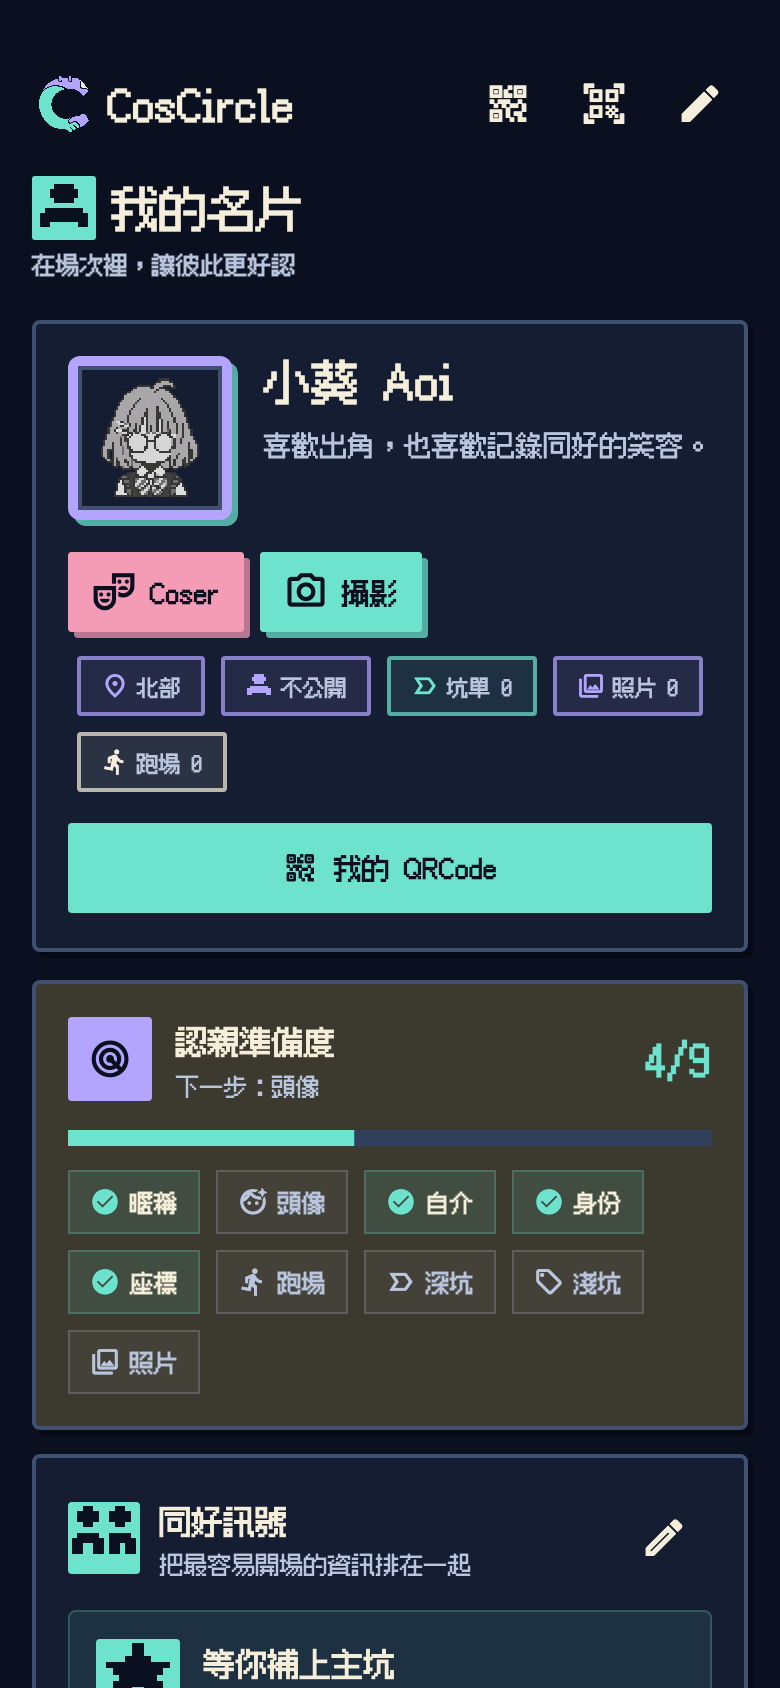 CosCircle
我的名片
在場次裡，讓彼此更好認
小葵 Aoi
喜歡出角，也喜歡記錄同好的笑容。
Coser 攝影
北部 不公開 坑單 0 照片 0
跑場 0
我的 QRCode
認親準備度
下一步：頭像
4/9
暱稱 頭像 自介 身份
座標 跑場 深坑 淺坑
照片
同好訊號
把最容易開場的資訊排在一起
等你補上主坑